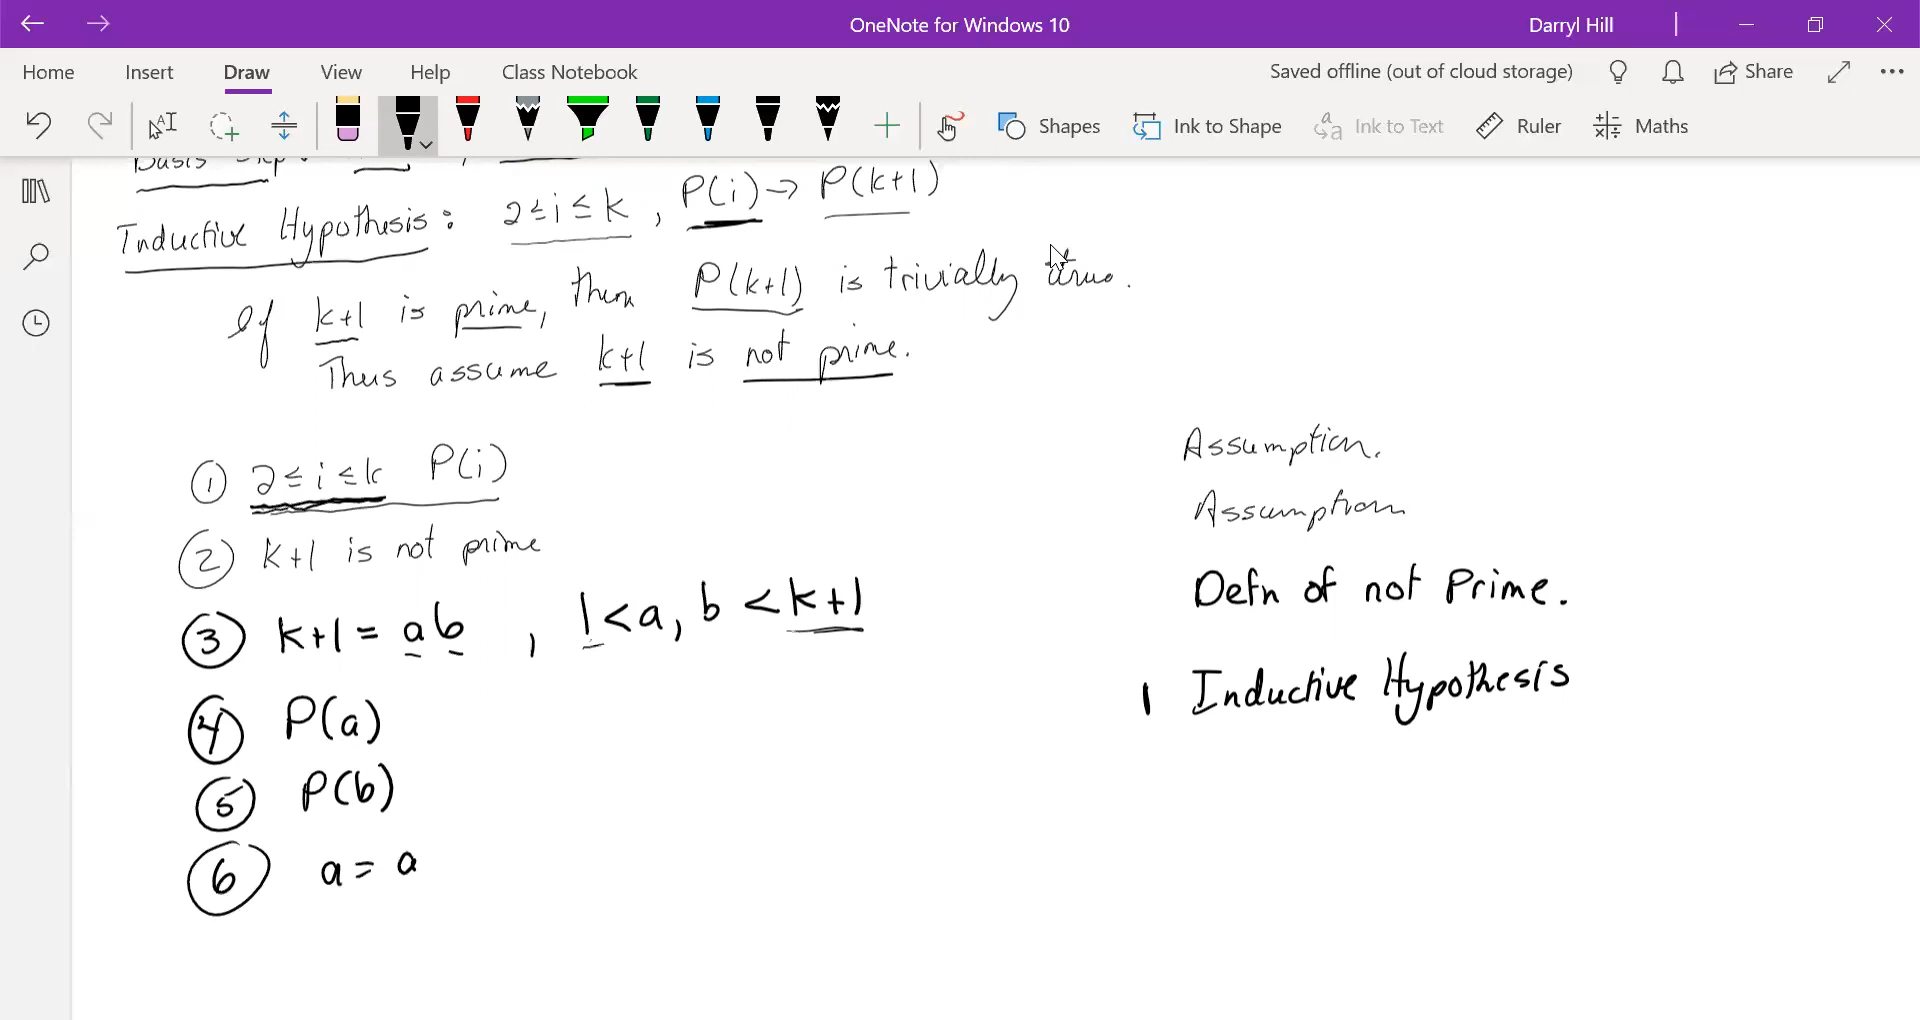 OneNote for Windows 10
Darryl Hill
Home Insert Draw View Help Class Notebook
Saved offline (out of cloud storage) Share
Shapes Ink to Shape Ink to Text Ruler Maths
Basis Step:
Inductive Hypothesis: 2≤i≤k, P(i)→P(k+1)
If k+1 is prime, then P(k+1) is trivially true.
Thus assume k+1 is not prime.
① 2≤i≤k P(i) Assumption.
② k+1 is not prime Assumption
③ k+1 = ab, 1<a, b<k+1 Defn of not Prime.
④ P(a) 1 Inductive Hypothesis
⑤ P(b)
⑥ a = a